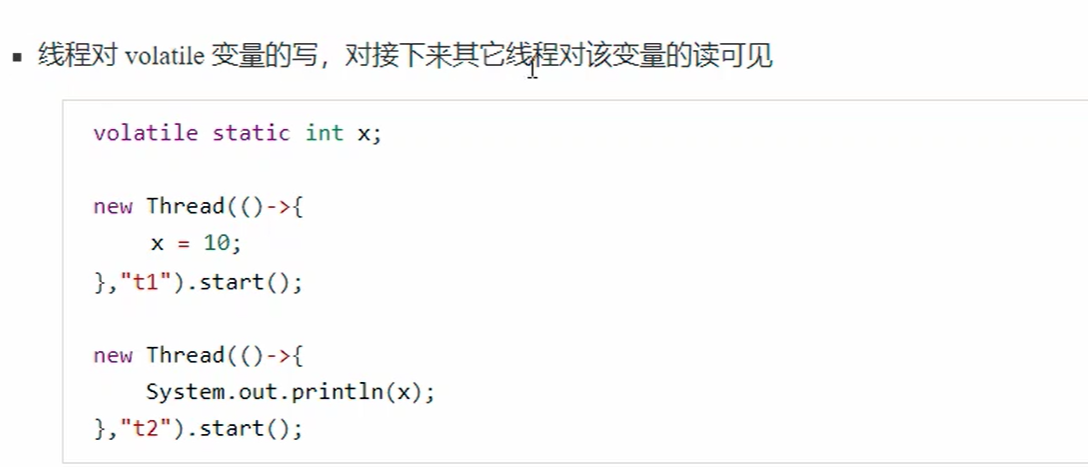 ▪ 线程对 volatile 变量的写，对接下来其它线程对该变量的读可见
volatile static int x;
new Thread(()->{
    x = 10;
},"t1").start();
new Thread(()->{
    System.out.println(x);
},"t2").start();